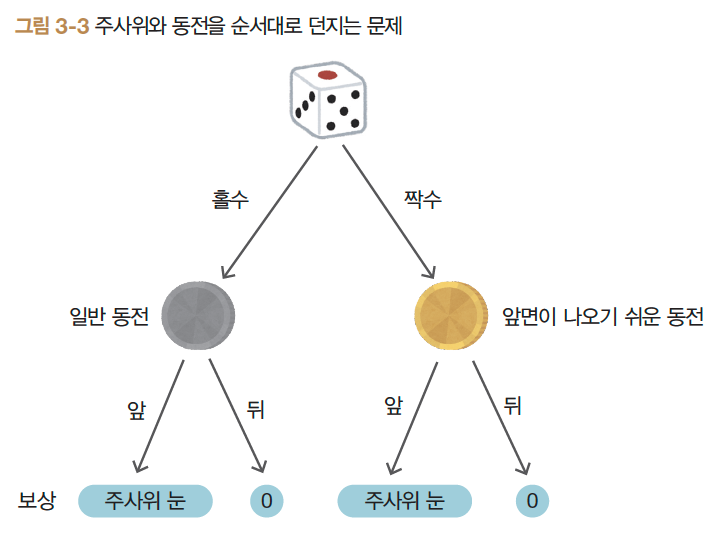 그림 3-3 주사위와 동전을 순서대로 던지는 문제
홀수 짝수
일반 동전 앞면이 나오기 쉬운 동전
앞 뒤 앞 뒤
보상 주사위 눈 0 주사위 눈 0